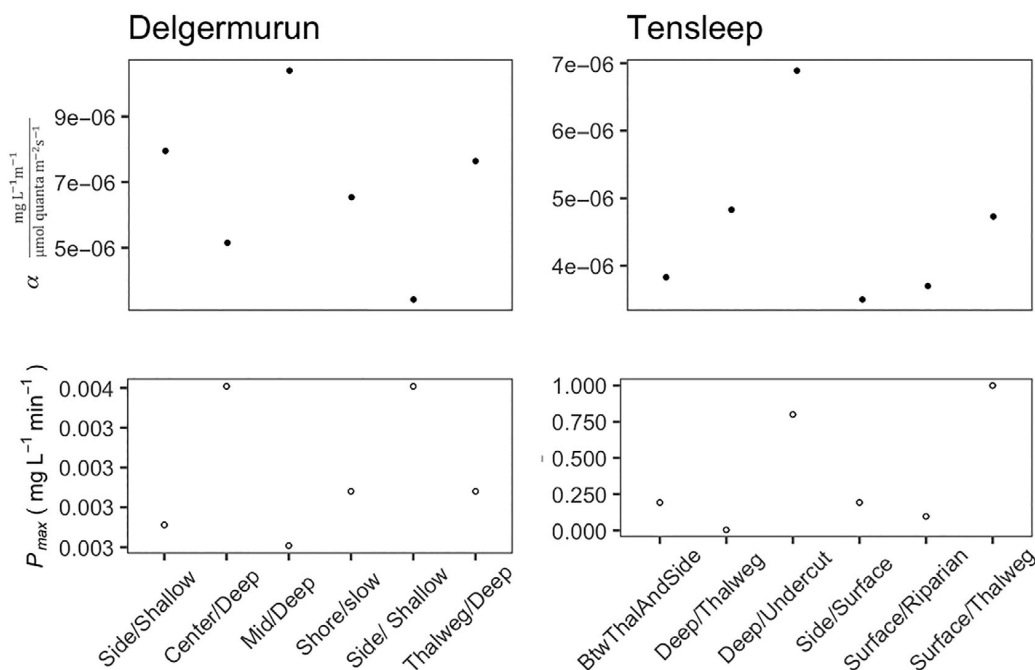 Delgermurun
Tensleep
9e−06
7e−06
5e−06
α mg L⁻¹m⁻¹ / µmol quanta m⁻²s⁻¹
7e−06
6e−06
5e−06
4e−06
0.004
0.003
0.003
0.003
0.003
P max ( mg L⁻¹ min⁻¹ )
1.000
0.750
0.500
0.250
0.000
Side/Shallow
Center/Deep
Mid/Deep
Shore/slow
Side/ Shallow
Thalweg/Deep
BtwThalAndSide
Deep/Thalweg
Deep/Undercut
Side/Surface
Surface/Riparian
Surface/Thalweg